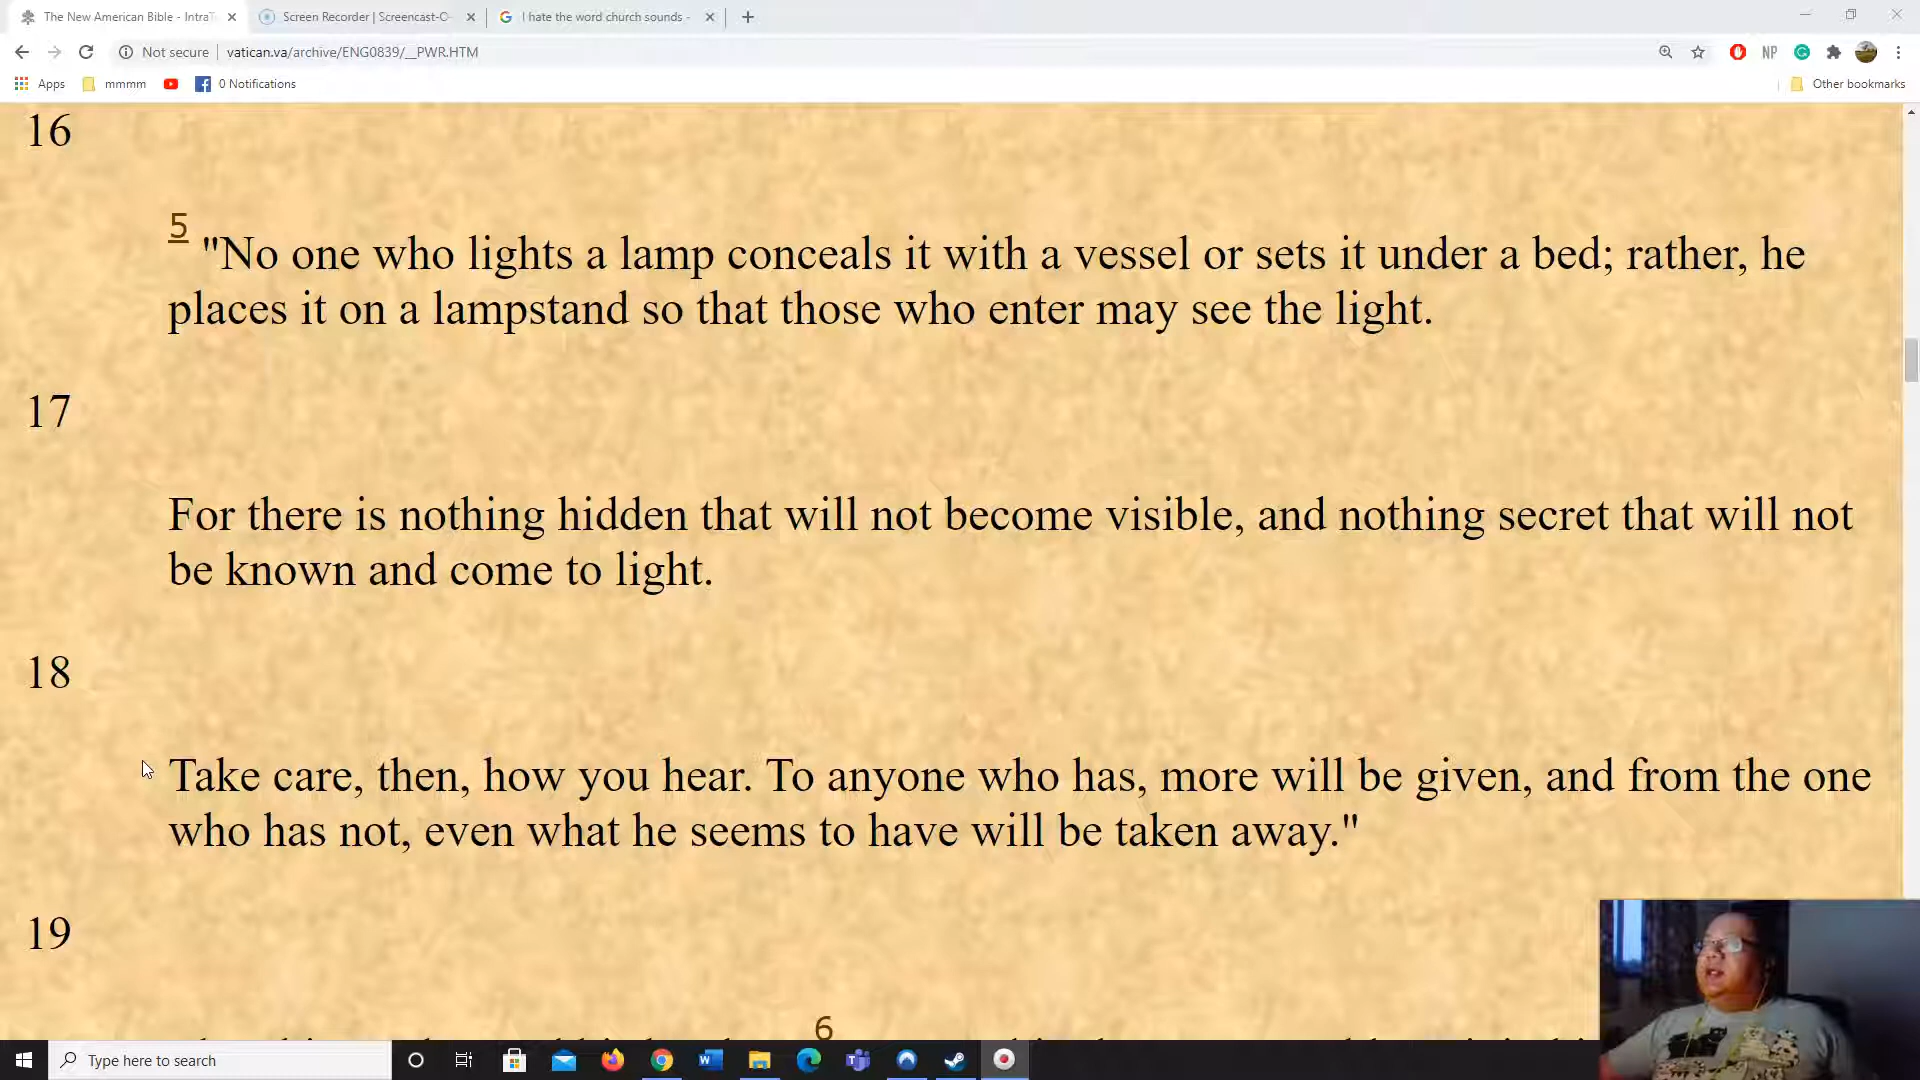 The New American Bible - IntraT
Screen Recorder | Screencast-O-
I hate the word church sounds -
Not secure
vatican.va/archive/ENG0839/__PWR.HTM
NP
Apps
mmmm
0 Notifications
Other bookmarks
16
5 "No one who lights a lamp conceals it with a vessel or sets it under a bed; rather, he
places it on a lampstand so that those who enter may see the light.
17
For there is nothing hidden that will not become visible, and nothing secret that will not
be known and come to light.
18
Take care, then, how you hear. To anyone who has, more will be given, and from the one
who has not, even what he seems to have will be taken away."
19
6
Type here to search